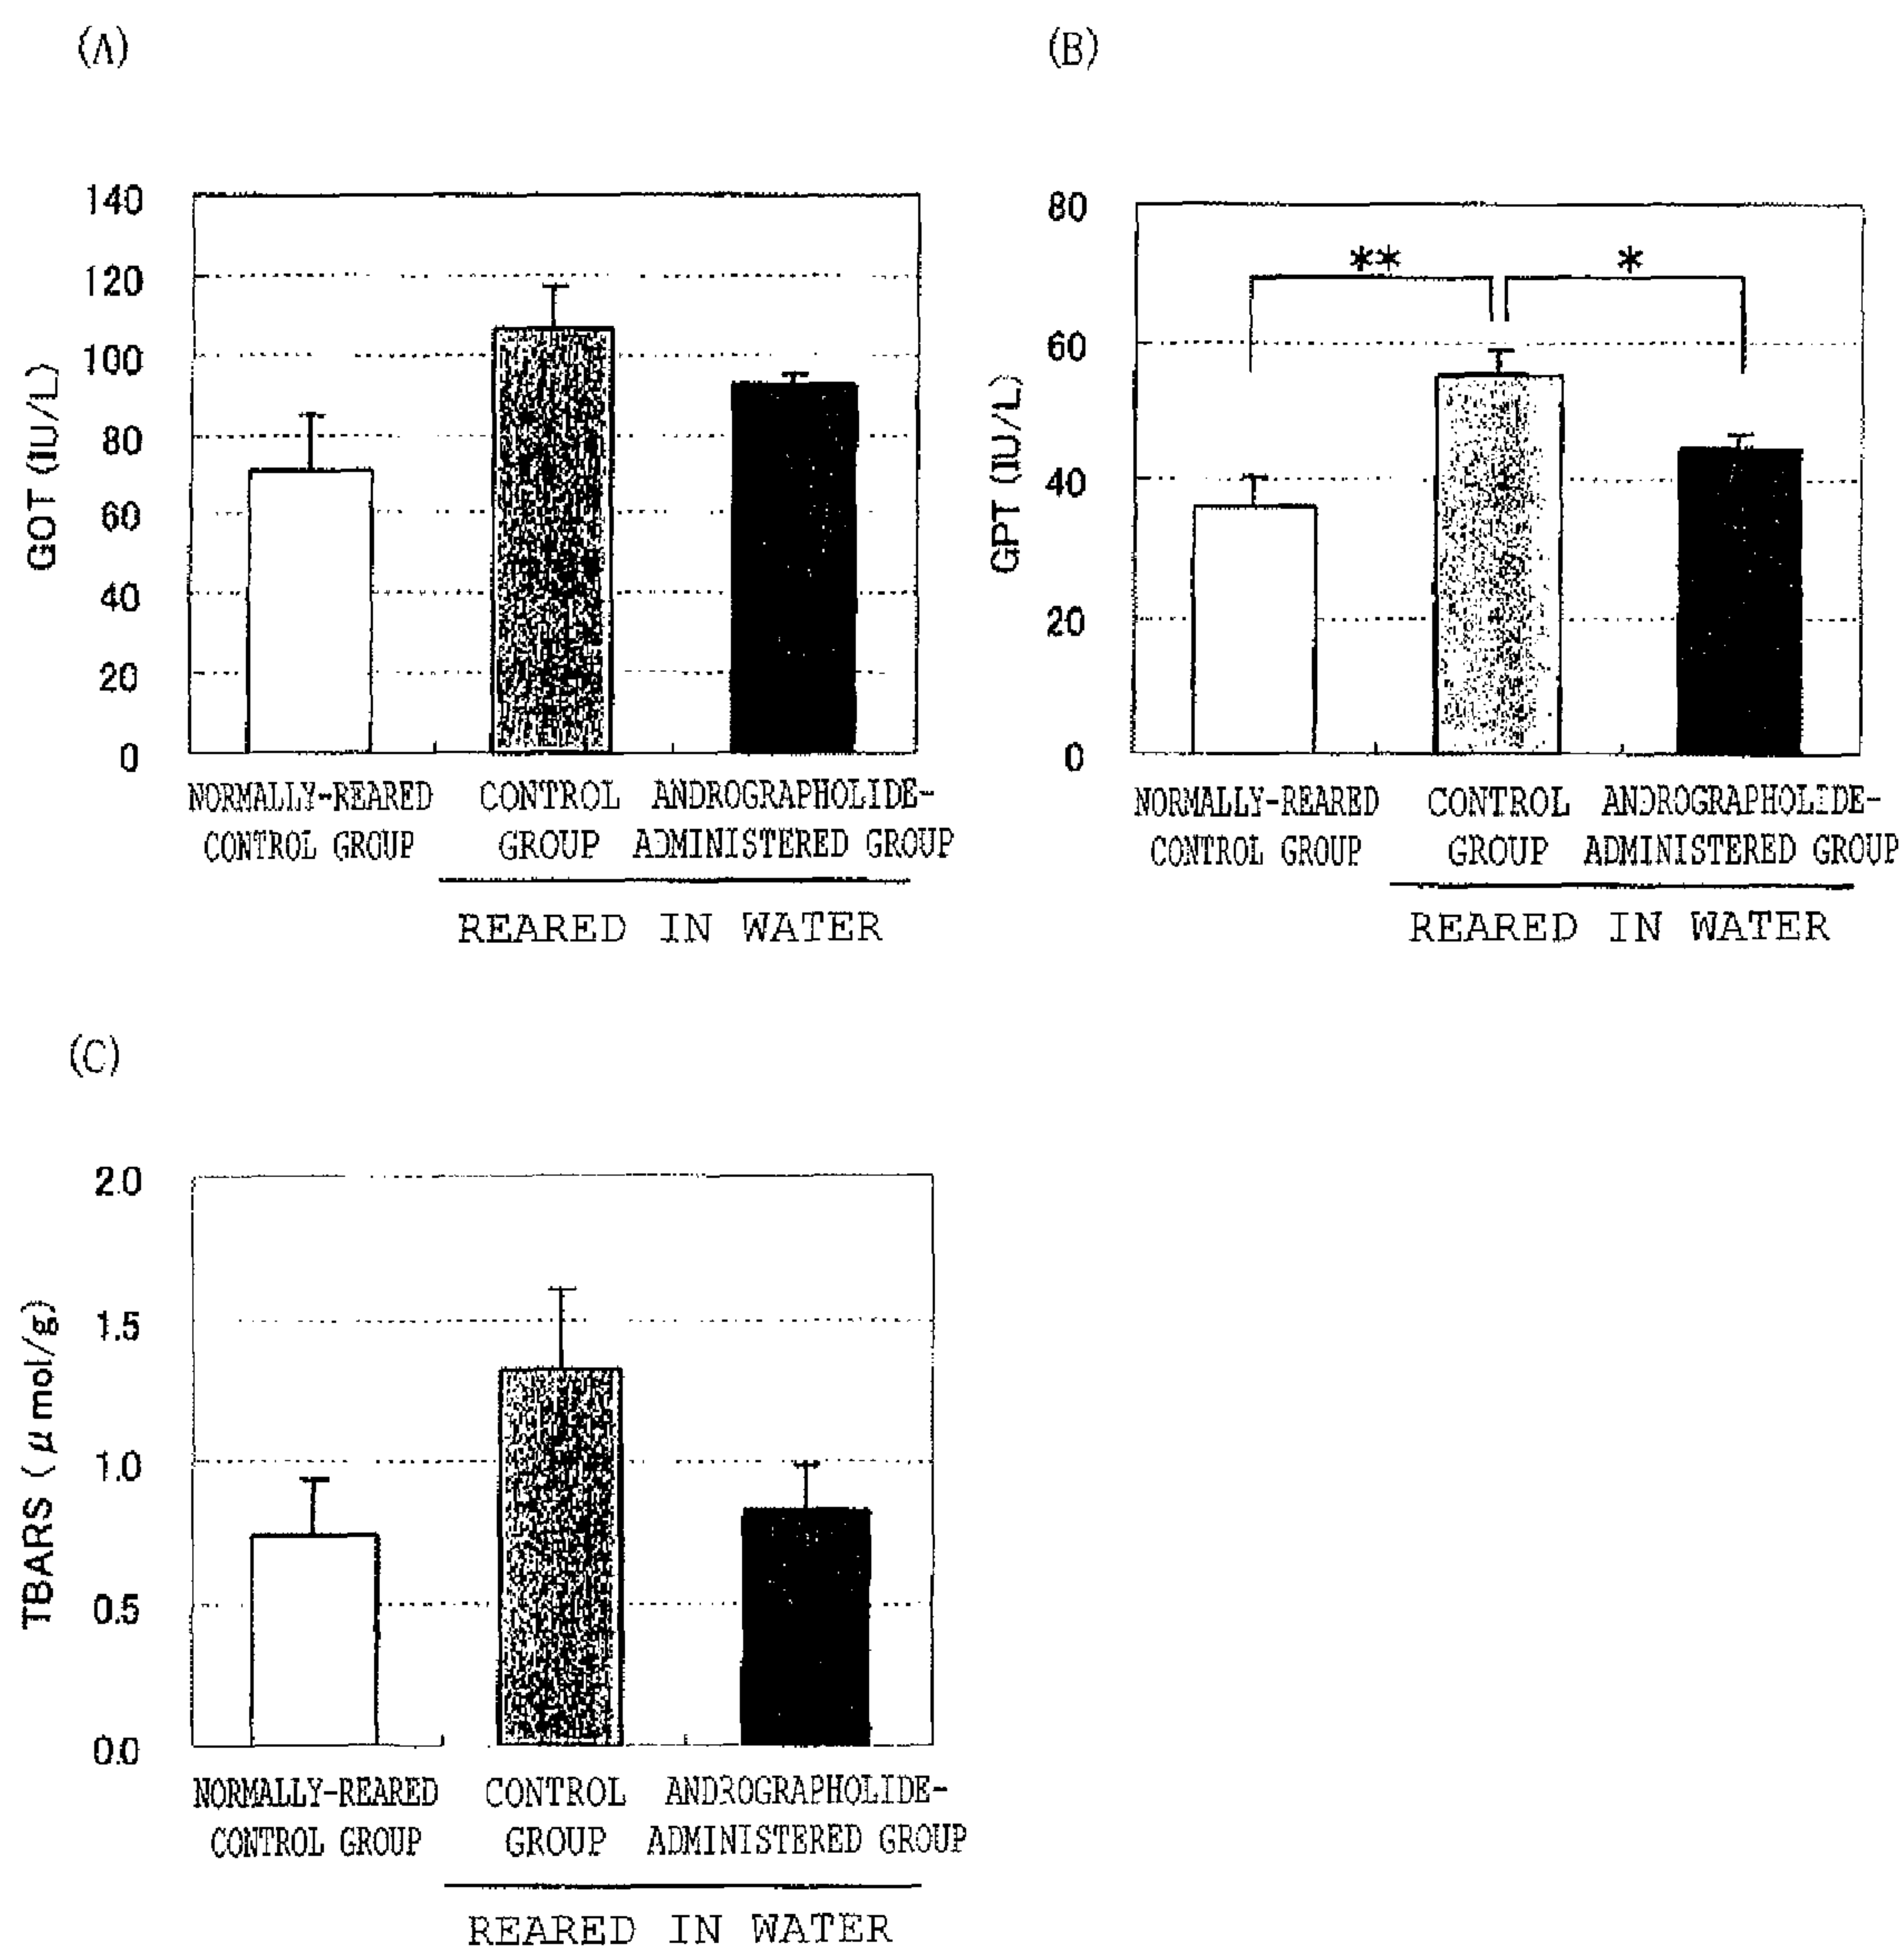 (A)
GOT (IU/L)
140
120
100
80
60
40
20
0
NORMALLY-REARED
CONTROL GROUP
CONTROL
GROUP
ANDROGRAPHOLIDE-
ADMINISTERED GROUP
REARED IN WATER
(B)
GPT (IU/L)
80
60
40
20
0
**
*
NORMALLY-REARED
CONTROL GROUP
CONTROL
GROUP
ANDROGRAPHOLIDE-
ADMINISTERED GROUP
REARED IN WATER
(C)
TBARS (μmol/g)
2.0
1.5
1.0
0.5
0.0
NORMALLY-REARED
CONTROL GROUP
CONTROL
GROUP
ANDROGRAPHOLIDE-
ADMINISTERED GROUP
REARED IN WATER